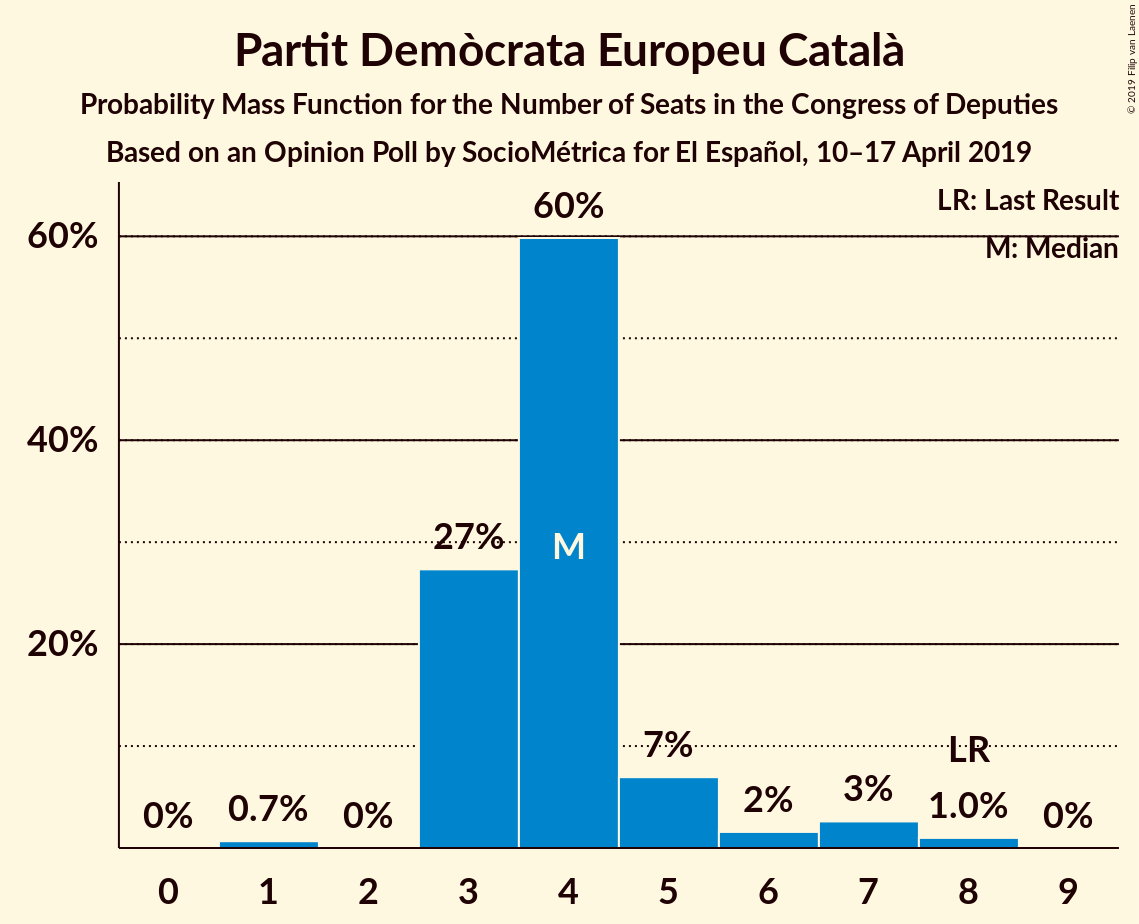 Partit Demòcrata Europeu Català
Probability Mass Function for the Number of Seats in the Congress of Deputies
Based on an Opinion Poll by SocioMétrica for El Español, 10–17 April 2019
© 2019 Filip van Laenen
LR: Last Result
M: Median
60%
40%
20%
0%
0.7%
0%
27%
60%
M
7%
2%
3%
LR
1.0%
0%
0 1 2 3 4 5 6 7 8 9